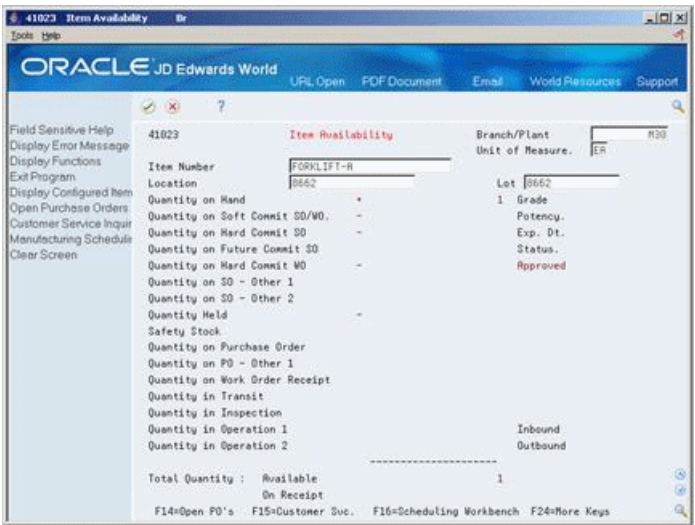 41023 Item Availability Br
Tools Help
ORACLE JD Edwards World
URL Open PDF Document Email World Resources Support
?
Field Sensitive Help
Display Error Message
Display Functions
Exit Program
Display Configured Item
Open Purchase Orders
Customer Service Inquir
Manufacturing Schedulin
Clear Screen
41023 Item Availability Branch/Plant M30
Unit of Measure. EA
Item Number FORKLIFT-A
Location 8662 Lot 8662
Quantity on Hand + 1 Grade
Quantity on Soft Commit SO/WO. - Potency.
Quantity on Hard Commit SO - Exp. Dt.
Quantity on Future Commit SO Status.
Quantity on Hard Commit WO - Approved
Quantity on SO - Other 1
Quantity on SO - Other 2
Quantity Held -
Safety Stock
Quantity on Purchase Order
Quantity on PO - Other 1
Quantity on Work Order Receipt
Quantity in Transit
Quantity in Inspection
Quantity in Operation 1 Inbound
Quantity in Operation 2 Outbound
--------------------
Total Quantity : Available 1
On Receipt
F14=Open PO's F15=Customer Svc. F16=Scheduling Workbench F24=More Keys